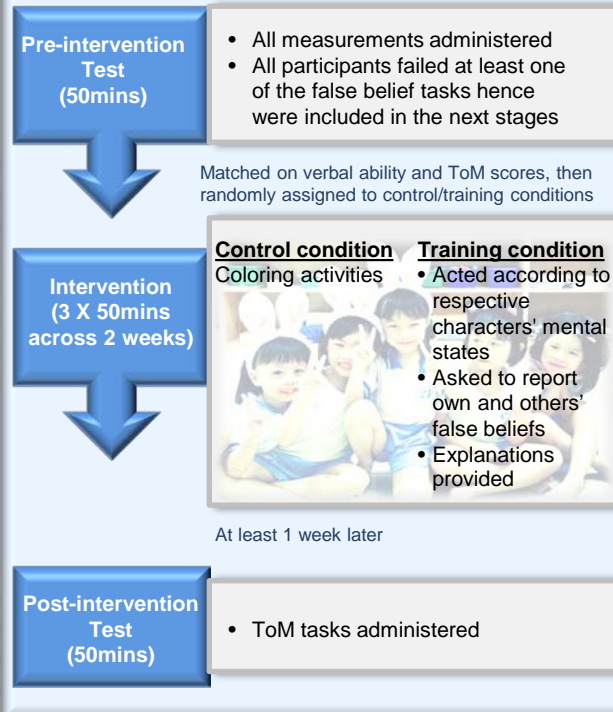 Pre-intervention
Test
(50mins)
• All measurements administered
• All participants failed at least one
of the false belief tasks hence
were included in the next stages
Matched on verbal ability and ToM scores, then
randomly assigned to control/training conditions
Intervention
(3 X 50mins
across 2 weeks)
Control condition
Coloring activities
Training condition
• Acted according to
respective
characters' mental
states
• Asked to report
own and others’
false beliefs
• Explanations
provided
At least 1 week later
Post-intervention
Test
(50mins)
• ToM tasks administered